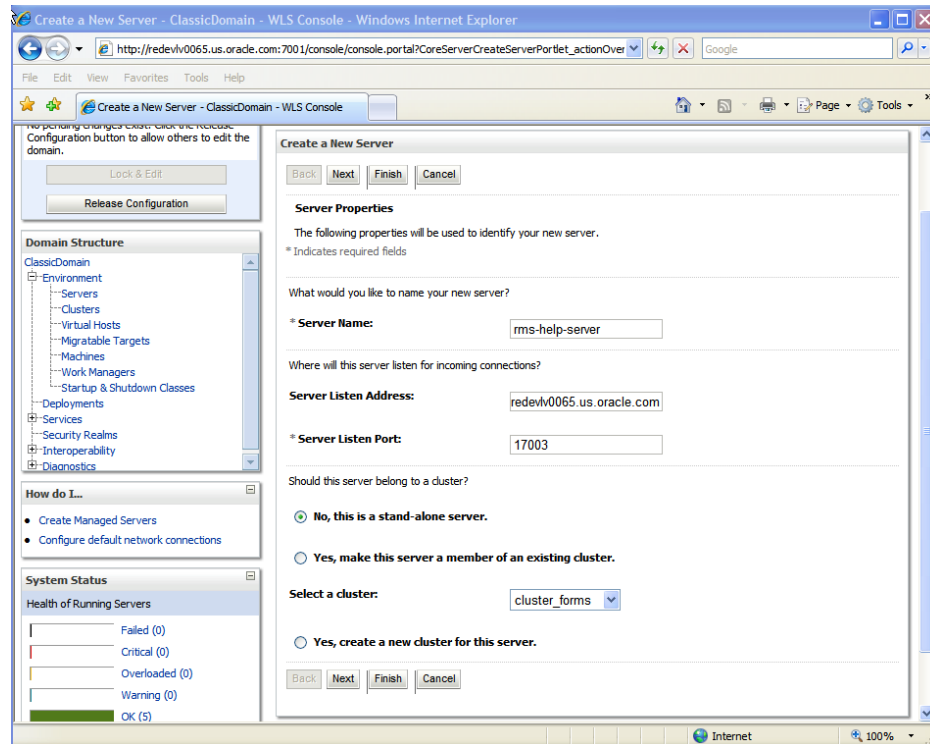 Create a New Server - ClassicDomain - WLS Console - Windows Internet Explorer
http://redevlv0065.us.oracle.com:7001/console/console.portal?CoreServerCreateServerPortlet_actionOver
Google
File Edit View Favorites Tools Help
Create a New Server - ClassicDomain - WLS Console
Page Tools
Configuration button to allow others to edit the
domain.
Lock & Edit
Release Configuration
Domain Structure
ClassicDomain
Environment
Servers
Clusters
Virtual Hosts
Migratable Targets
Machines
Work Managers
Startup & Shutdown Classes
Deployments
Services
Security Realms
Interoperability
Diagnostics
How do I...
Create Managed Servers
Configure default network connections
System Status
Health of Running Servers
Failed (0)
Critical (0)
Overloaded (0)
Warning (0)
OK (5)
Create a New Server
Back Next Finish Cancel
Server Properties
The following properties will be used to identify your new server.
* Indicates required fields
What would you like to name your new server?
* Server Name: rms-help-server
Where will this server listen for incoming connections?
Server Listen Address: redevlv0065.us.oracle.com
* Server Listen Port: 17003
Should this server belong to a cluster?
No, this is a stand-alone server.
Yes, make this server a member of an existing cluster.
Select a cluster: cluster_forms
Yes, create a new cluster for this server.
Back Next Finish Cancel
Internet 100%